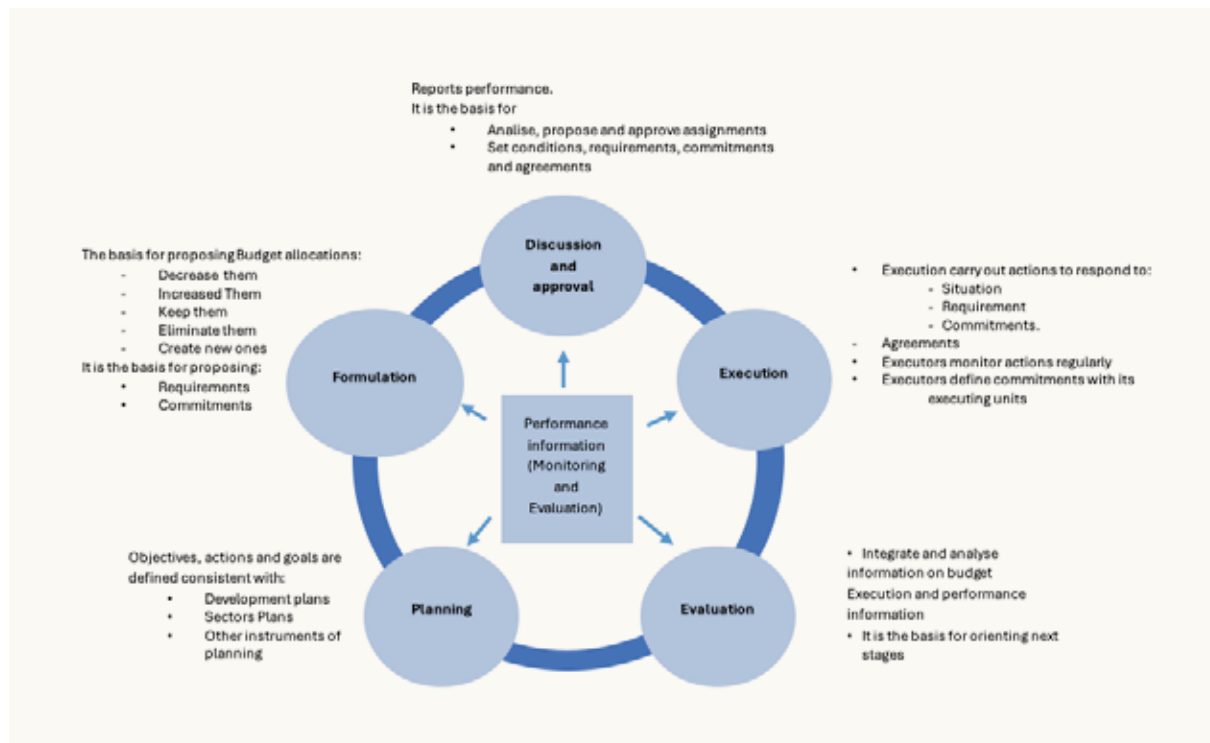 Reports performance.
It is the basis for
• Analise, propose and approve assignments
• Set conditions, requirements, commitments
and agreements
Discussion
and
approval
The basis for proposing Budget allocations:
- Decrease them
- Increased Them
- Keep them
- Eliminate them
- Create new ones
It is the basis for proposing:
• Requirements
• Commitments
Formulation
Execution
• Execution carry out actions to respond to:
- Situation
- Requirement
- Commitments.
- Agreements
• Executors monitor actions regularly
• Executors define commitments with its
executing units
Performance
information
(Monitoring
and
Evaluation)
Objectives, actions and goals are
defined consistent with:
• Development plans
• Sectors Plans
• Other instruments of
planning
Planning
Evaluation
• Integrate and analyse
information on budget
Execution and performance
information
• It is the basis for orienting next
stages